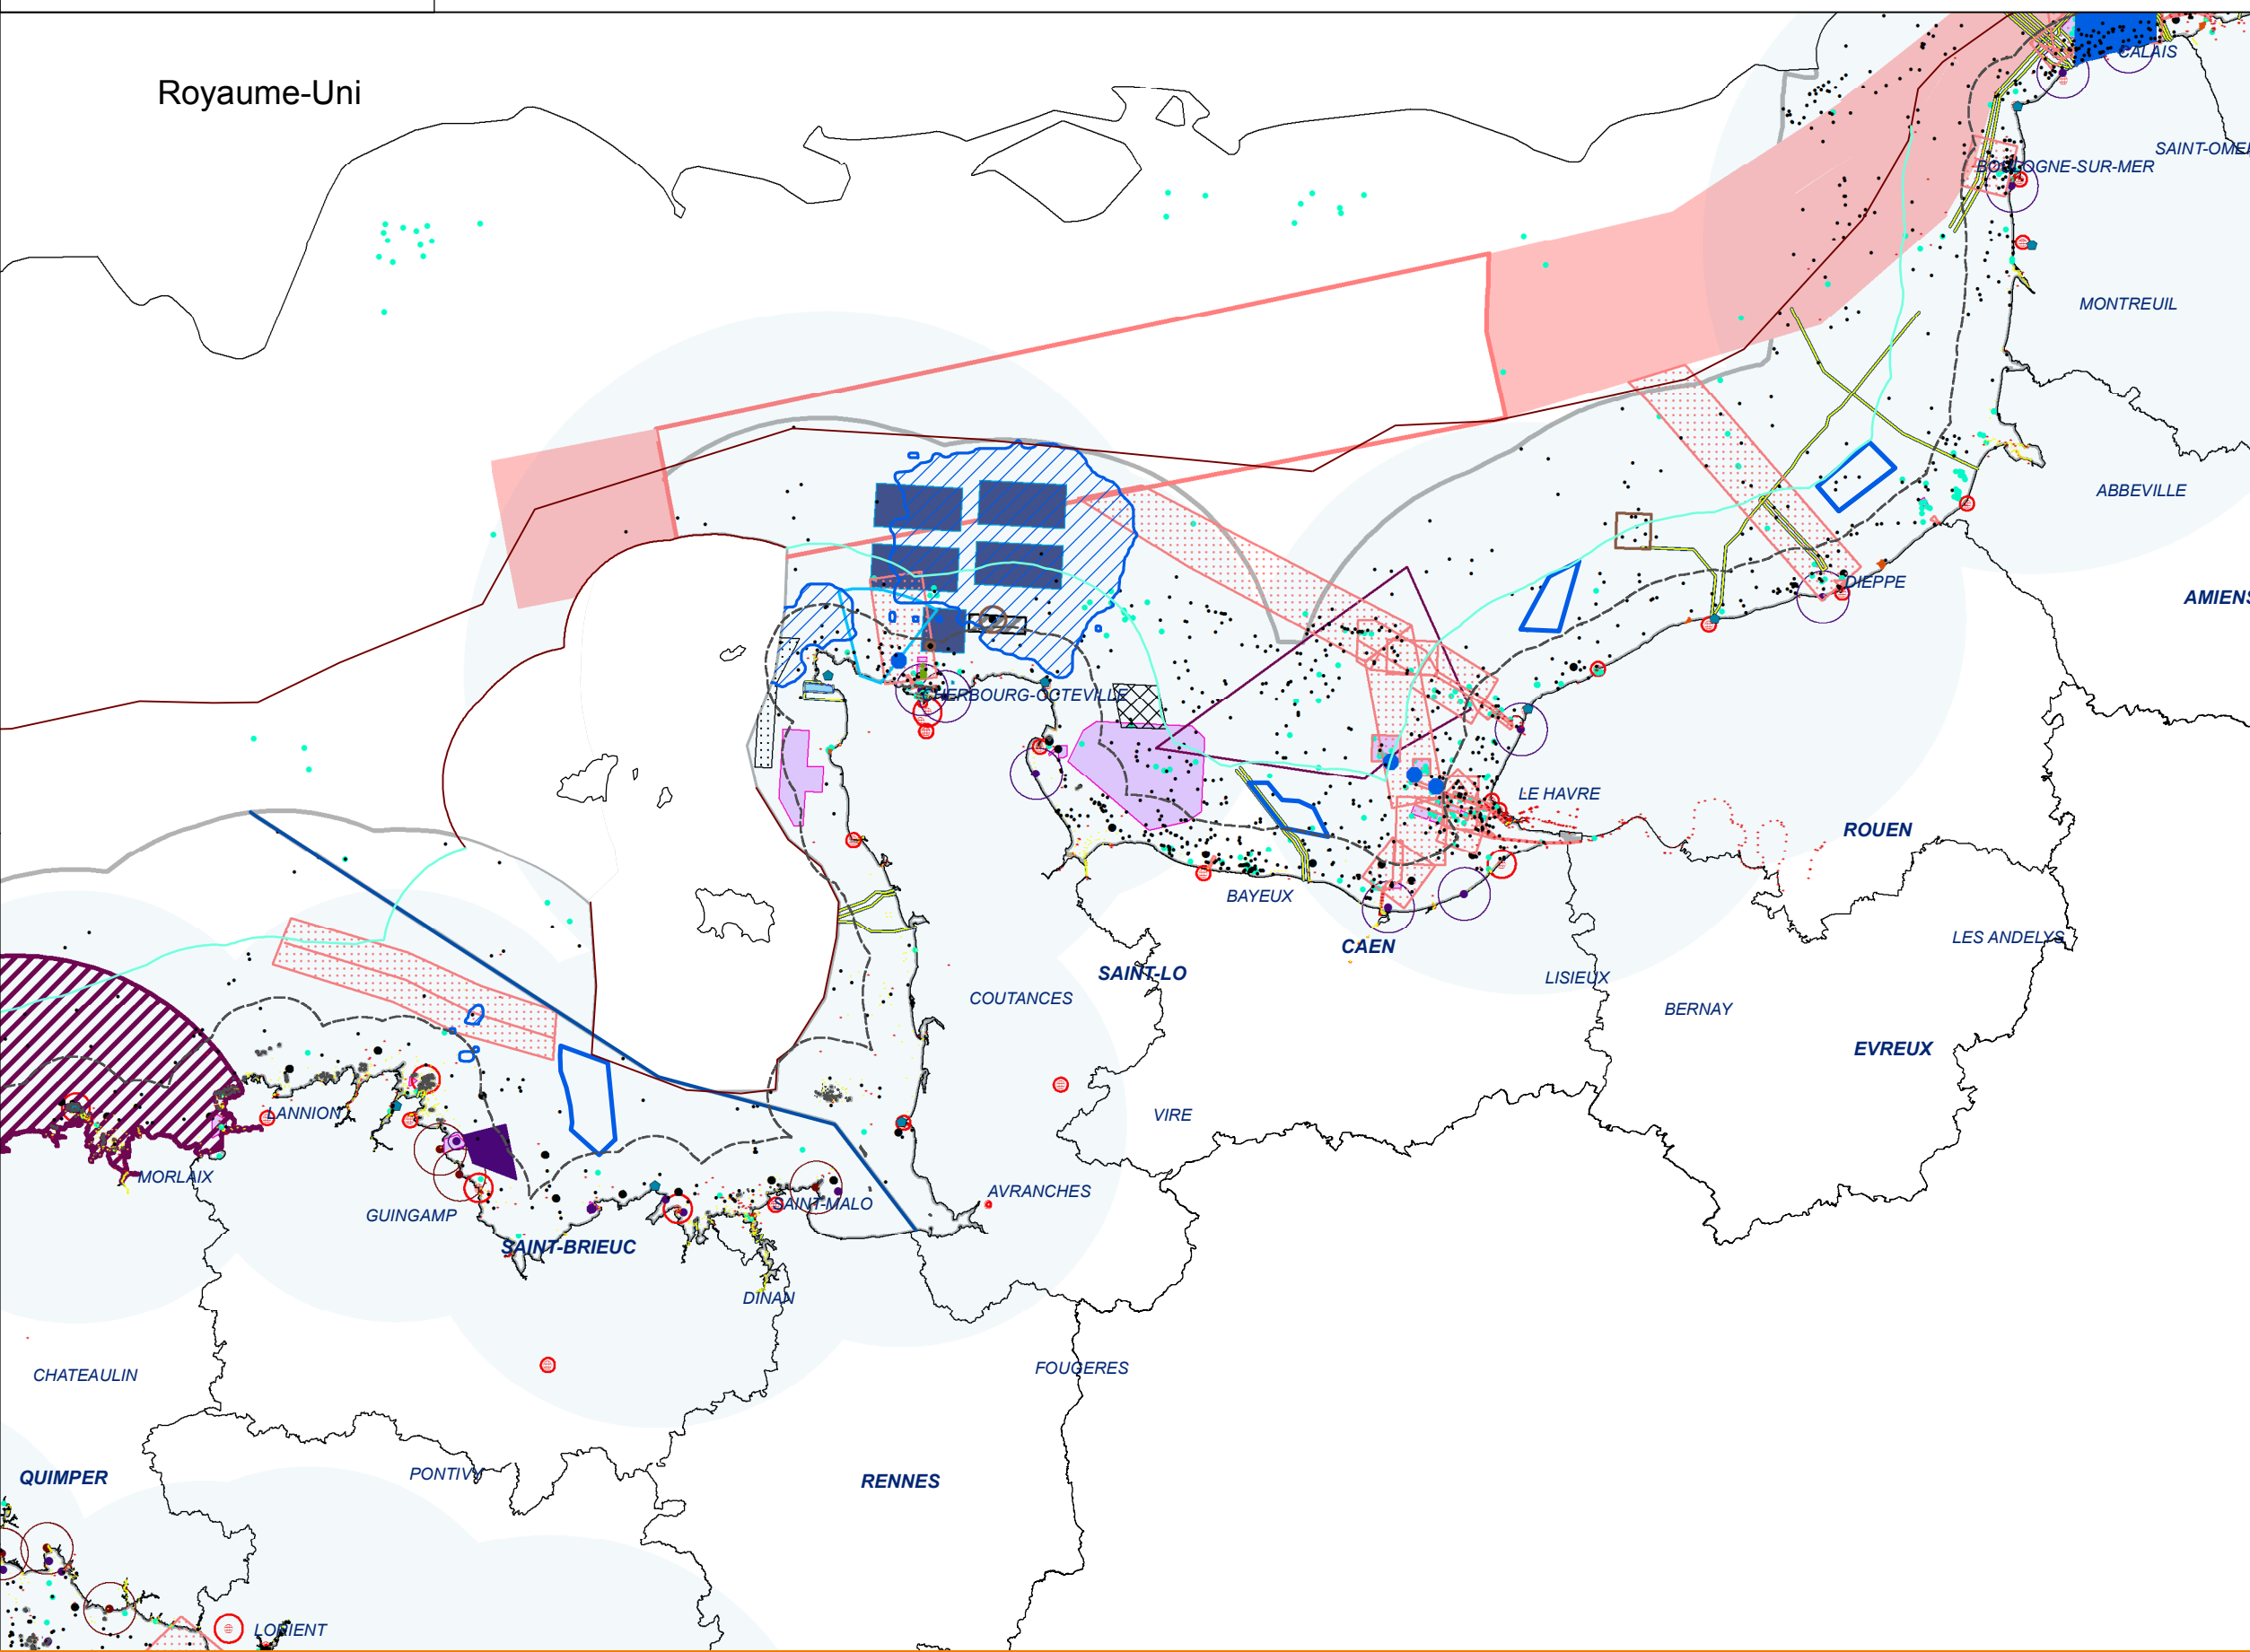 CALAIS
Royaume-Uni
SAINT-OME
BOULOGNE-SUR-MER
MONTREUIL
ABBEVILLE
DIEPPE
AMIENS
CHERBOURG-OCTEVILLE
LE HAVRE
ROUEN
BAYEUX
LES ANDELYS
CAEN
SAINT-LO
LISIEUX
COUTANCES
BERNAY
EVREUX
LANNION
VIRE
MORLAIX
AVRANCHES
SAINT-MALO
GUINGAMP
SAINT-BRIEUC
DINAN
FOUGERES
CHATEAULIN
PONTIVY
QUIMPER
RENNES
LORIENT